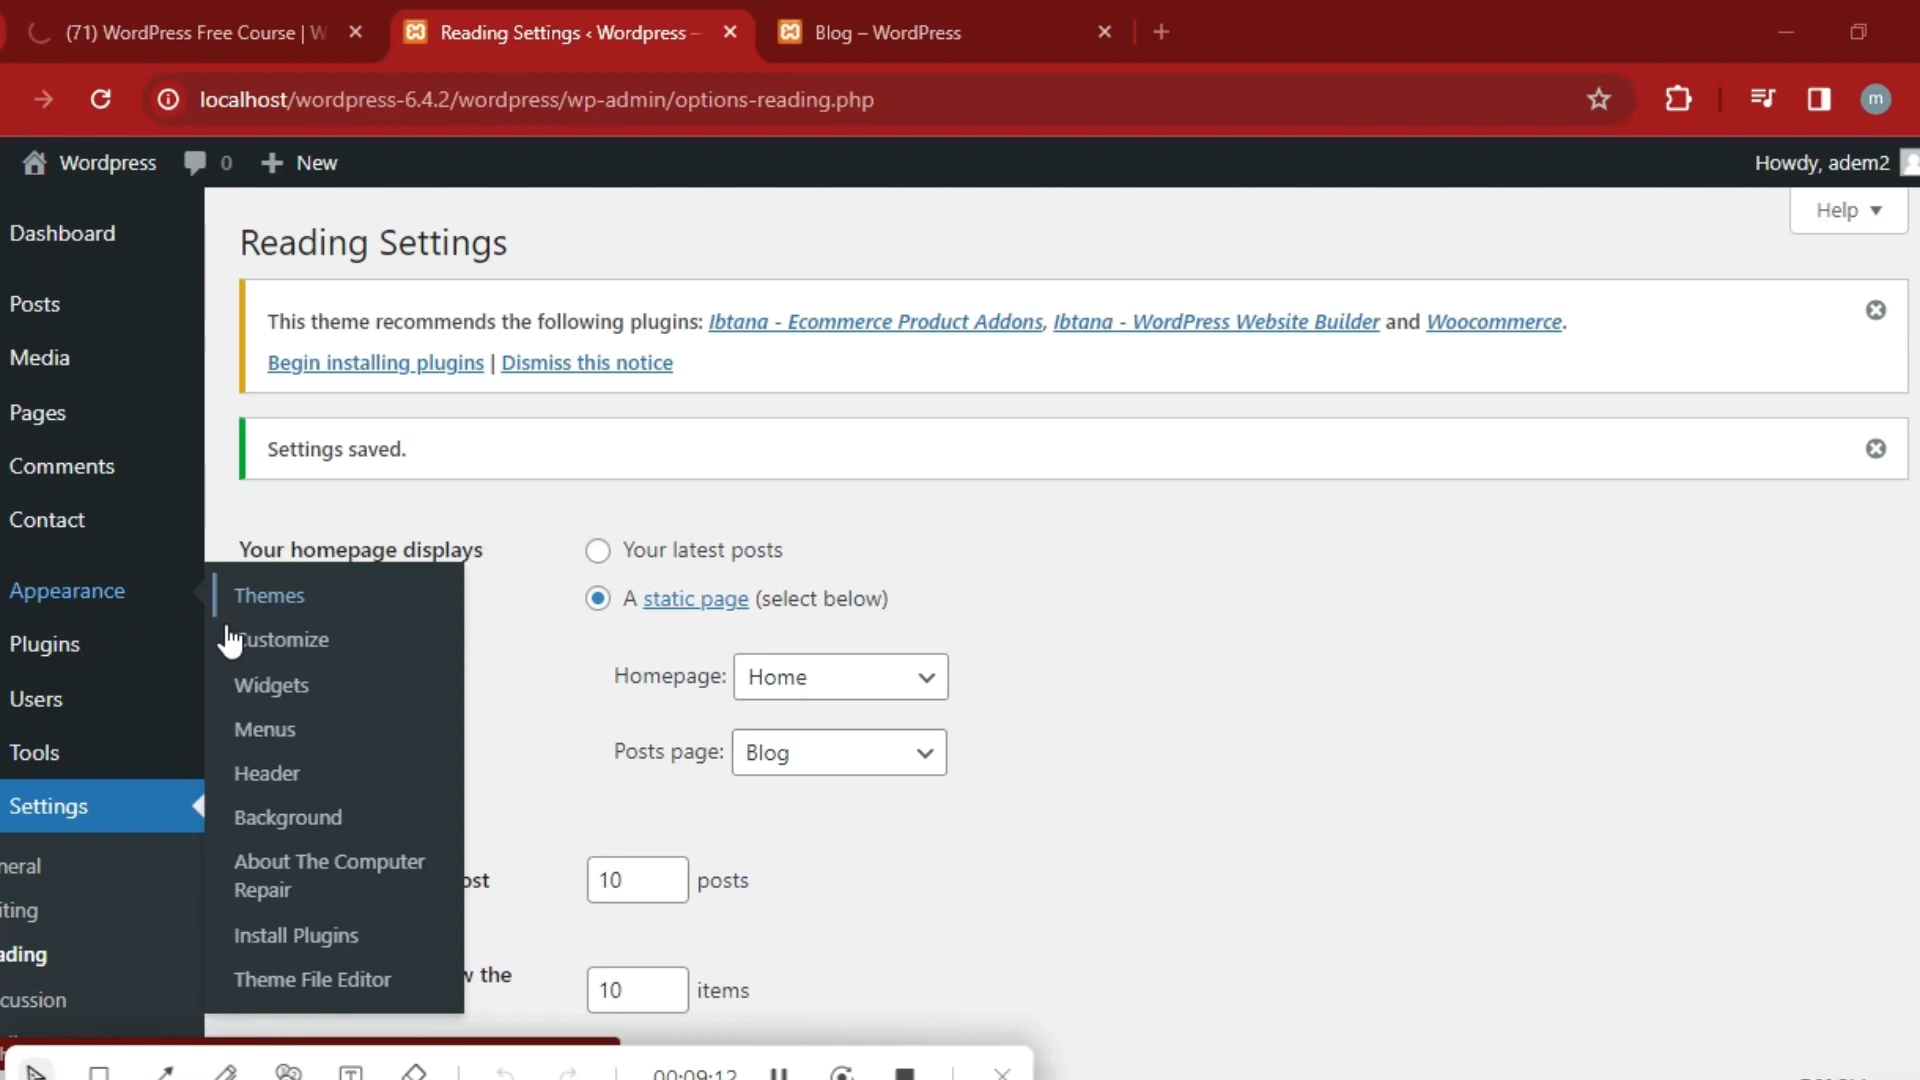 (71) WordPress Free Course | W
Reading Settings ‹ Wordpress –
Blog – WordPress
localhost/wordpress-6.4.2/wordpress/wp-admin/options-reading.php
m
Wordpress
0
New
Howdy, adem2
Help
Dashboard
Posts
Media
Pages
Comments
Contact
Appearance
Plugins
Users
Tools
Settings
neral
iting
ading
cussion
Reading Settings
This theme recommends the following plugins: Ibtana - Ecommerce Product Addons, Ibtana - WordPress Website Builder and Woocommerce.
Begin installing plugins | Dismiss this notice
Settings saved.
Your homepage displays
Your latest posts
A static page (select below)
Homepage: Home
Posts page: Blog
Themes
Customize
Widgets
Menus
Header
Background
About The Computer
Repair
Install Plugins
Theme File Editor
ost
10 posts
w the
10 items
00:09:12